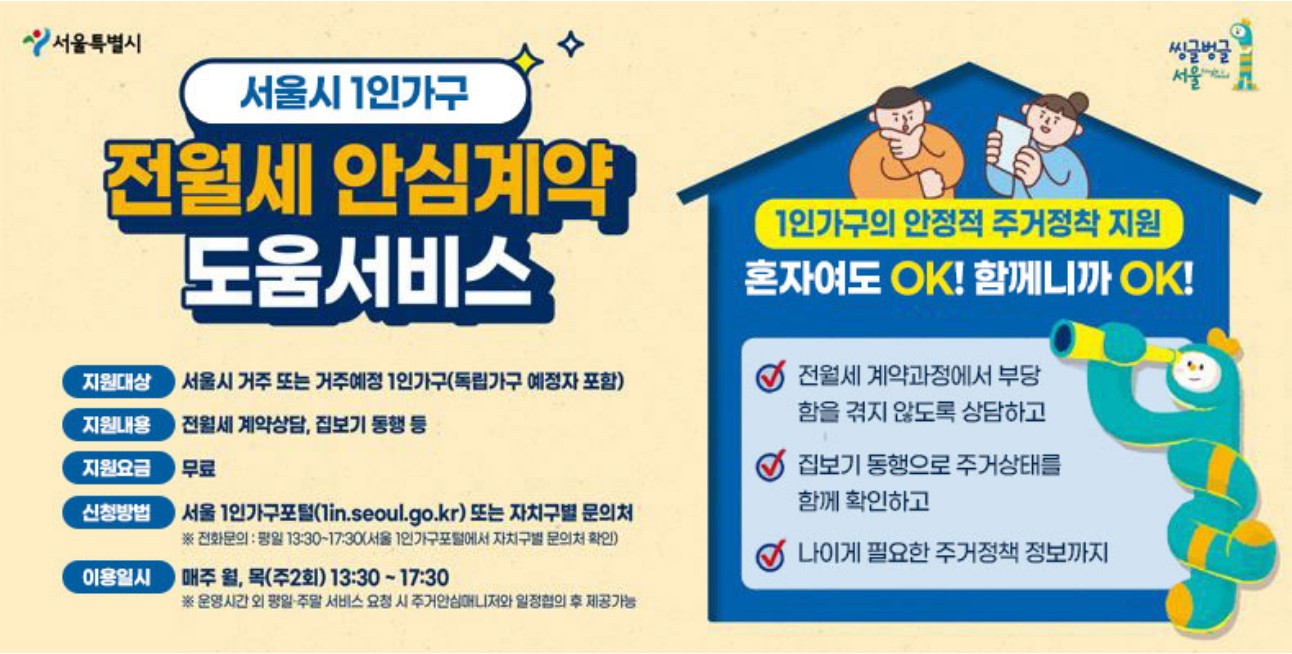 서울특별시
서울시 1인가구
전월세 안심계약
도움서비스
지원대상 서울시 거주 또는 거주예정 1인가구(독립가구 예정자 포함)
지원내용 전월세 계약상담, 집보기 동행 등
지원요금 무료
신청방법 서울 1인가구포털(1in.seoul.go.kr) 또는 자치구별 문의처
※ 전화문의 : 평일 13:30~17:30(서울 1인가구포털에서 자치구별 문의처 확인)
이용일시 매주 월, 목(주2회) 13:30 ~ 17:30
※ 운영시간 외 평일·주말 서비스 요청 시 주거안심매니저와 일정협의 후 제공가능
씽글벙글
서울
1인가구의 안정적 주거정착 지원
혼자여도 OK! 함께니까 OK!
전월세 계약과정에서 부당
함을 겪지 않도록 상담하고
집보기 동행으로 주거상태를
함께 확인하고
나이게 필요한 주거정책 정보까지